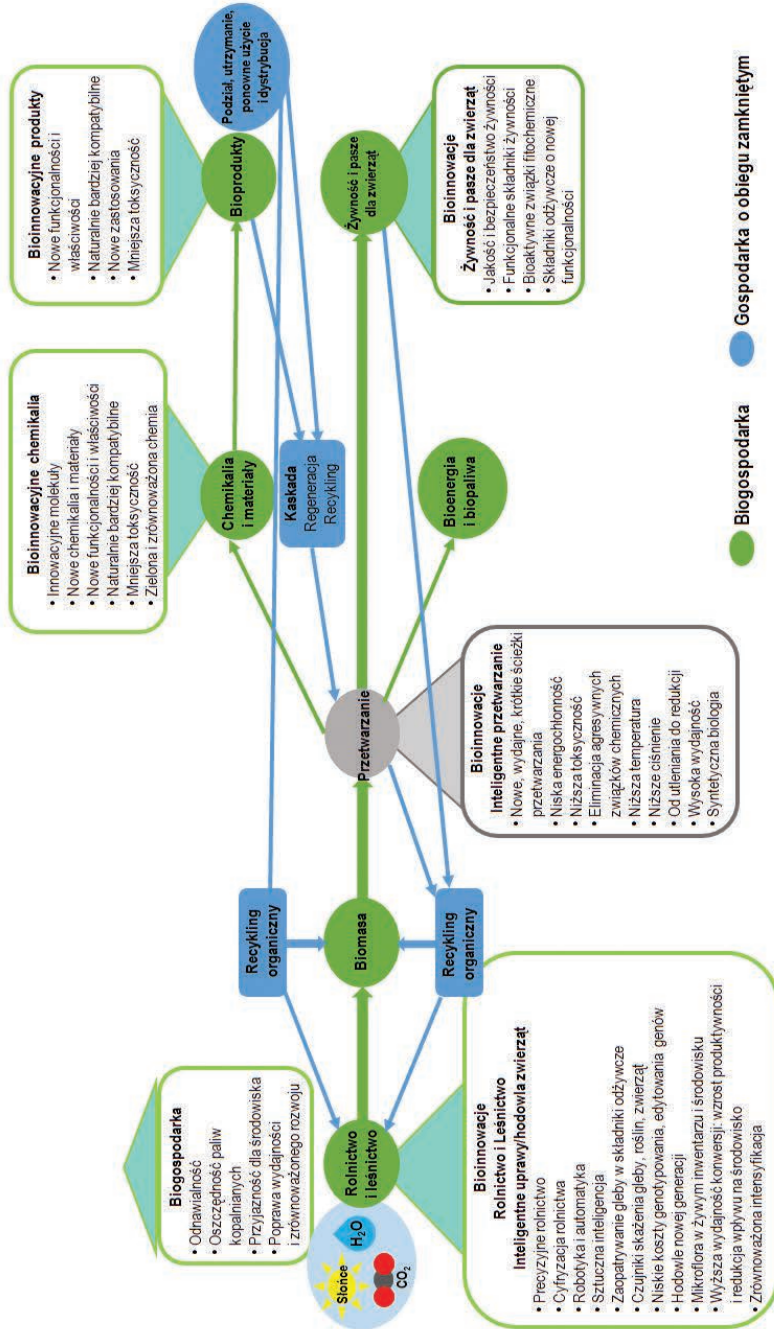 Biogospodarka
• Odnawialność
• Oszczędność paliw
kopalnianych
• Przyjazność dla środowiska
• Poprawa wydajności
i zrównoważonego rozwoju
Słońce
H₂O
CO₂
Rolnictwo
i leśnictwo
Bioinnowacje
Rolnictwo i Leśnictwo
Inteligentne uprawy/hodowla zwierząt
• Precyzyjne rolnictwo
• Cyfryzacja rolnictwa
• Robotyka i automatyka
• Sztuczna inteligencja
• Zaopatrywanie gleby w składniki odżywcze
• Czujniki skażenia gleby, roślin, zwierząt
• Niskie koszty genotypowania, edytowania genów
• Hodowle nowej generacji
• Mikroflora w żywym inwentarzu i środowisku
• Wyższa wydajność konwersji: wzrost produktywności
i redukcja wpływu na środowisko
• Zrównoważona intensyfikacja
Recykling
organiczny
Biomasa
Recykling
organiczny
Przetwarzanie
Bioinnowacje
Inteligentne przetwarzanie
• Nowe, wydajne, krótkie ścieżki
przetwarzania
• Niska energochłonność
• Niższa toksyczność
• Eliminacja agresywnych
związków chemicznych
• Niższa temperatura
• Niższe ciśnienie
• Od utleniania do redukcji
• Wysoka wydajność
• Syntetyczna biologia
Bioinnowacyjne chemikalia
• Innowacyjne molekuły
• Nowe chemikalia i materiały
• Nowe funkcjonalności i właściwości
• Naturalnie bardziej kompatybilne
• Mniejsza toksyczność
• Zielona i zrównoważona chemia
Chemikalia
i materiały
Kaskada
Regeneracja
Recykling
Bioenergia
i biopaliwa
Bioinnowacyjne produkty
• Nowe funkcjonalności i
właściwości
• Naturalnie bardziej kompatybilne
• Nowe zastosowania
• Mniejsza toksyczność
Bioprodukty
Podział, utrzymanie,
ponowne użycie
i dystrybucja
Żywność i pasze
dla zwierząt
Bioinnowacje
Żywność i pasze dla zwierząt
• Jakość i bezpieczeństwo żywności
• Funkcjonalne składniki żywności
• Bioaktywne związki fitochemiczne
• Składniki odżywcze o nowej
funkcjonalności
Biogospodarka
Gospodarka o obiegu zamkniętym